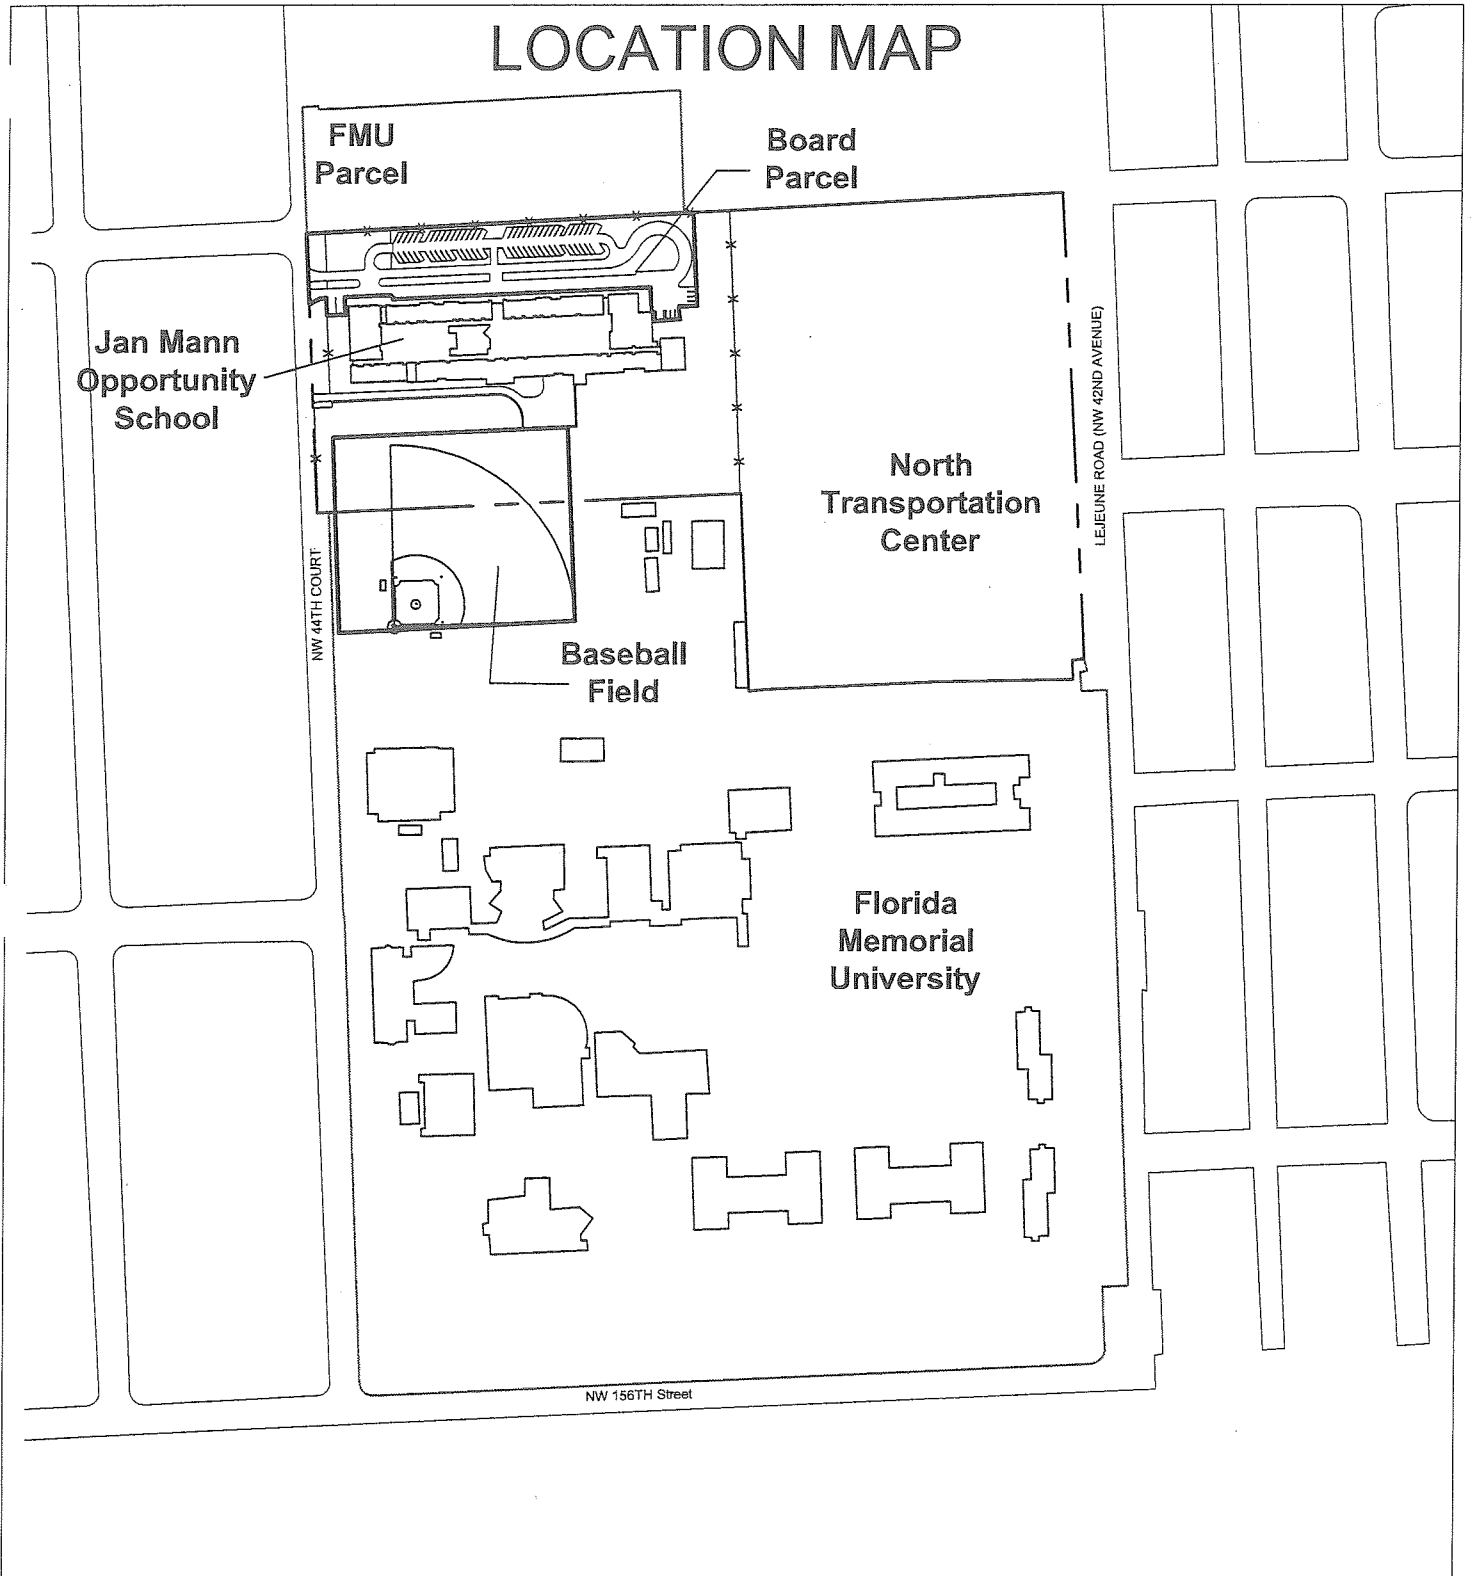 LOCATION MAP
FMU
Parcel
Board
Parcel
Jan Mann
Opportunity
School
LEJEUNE ROAD (NW 42ND AVENUE)
North
Transportation
Center
NW 44TH COURT
Baseball
Field
Florida
Memorial
University
NW 156TH Street